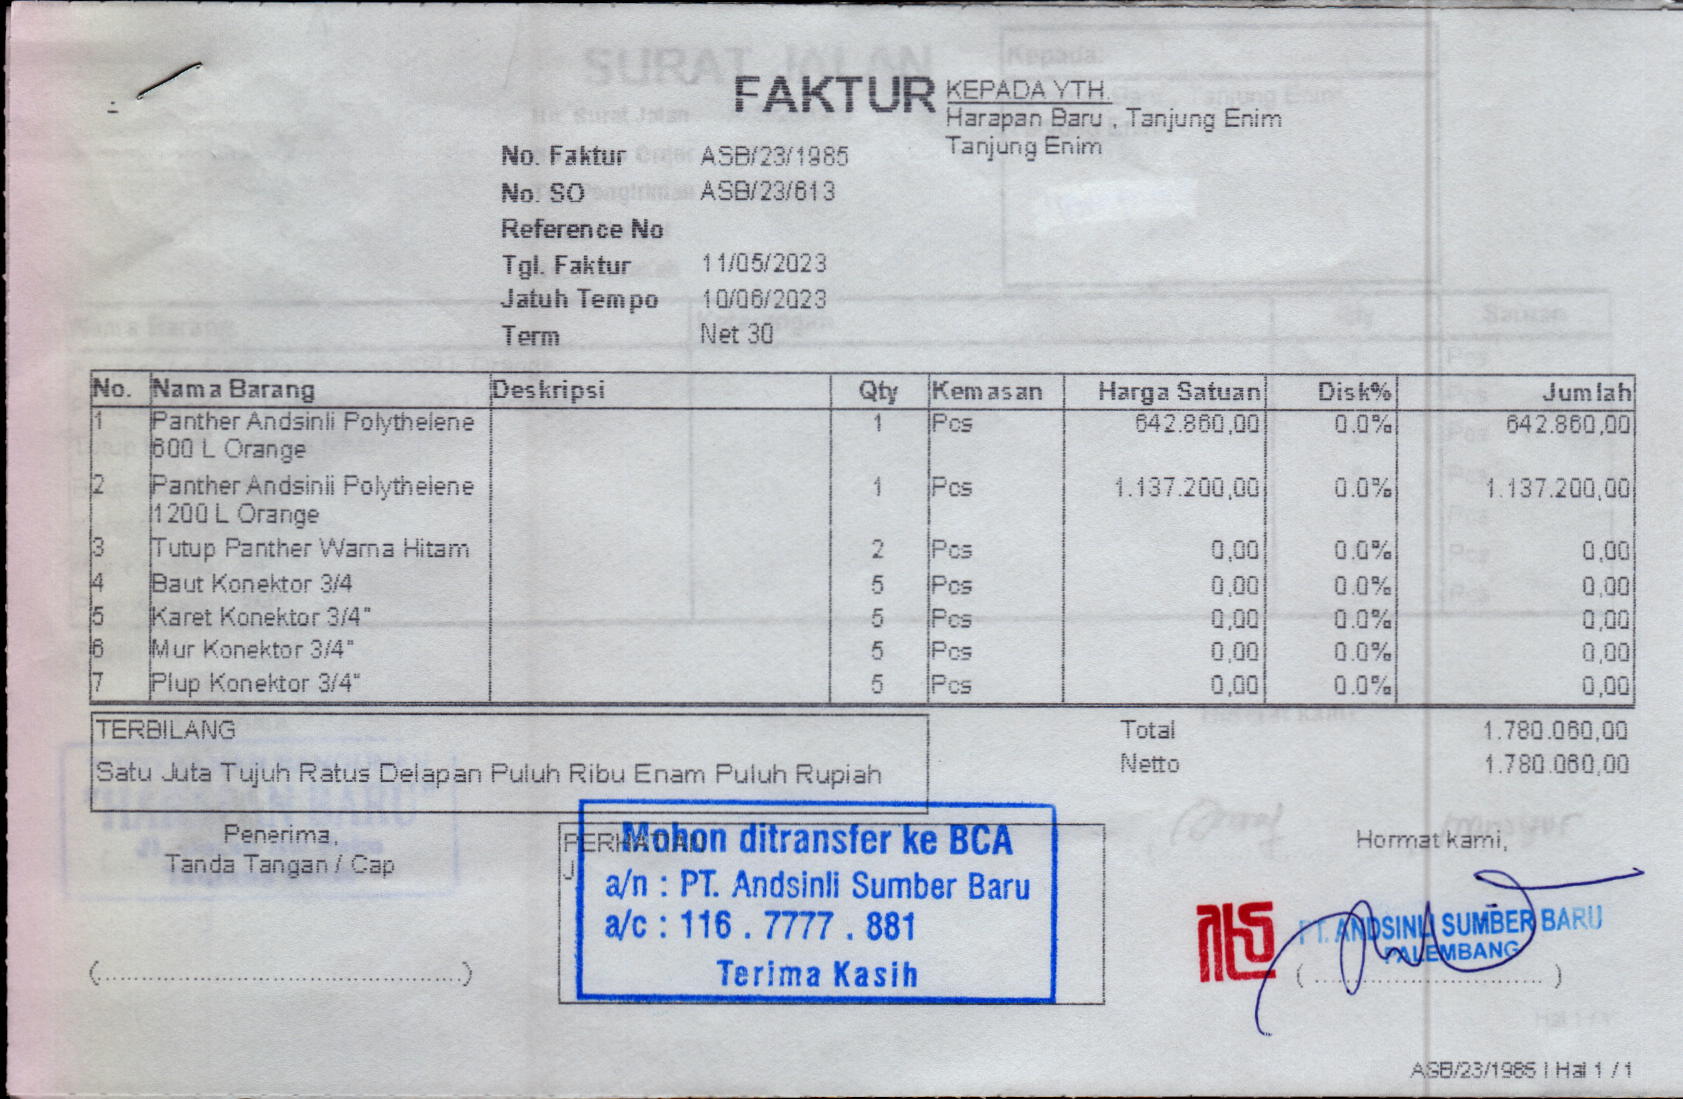 FAKTUR
KEPADA YTH.
Harapan Baru , Tanjung Enim
Tanjung Enim
No. Faktur ASB/23/1985
No. SO ASB/23/613
Reference No
Tgl. Faktur 11/05/2023
Jatuh Tempo 10/06/2023
Term Net 30
No. Nama Barang Deskripsi Qty Kemasan Harga Satuan Disk% Jumlah
1 Panther Andsinli Polythelene 1 Pcs 642.860,00 0.0% 642.860,00
600 L Orange
2 Panther Andsinli Polythelene 1 Pcs 1.137.200,00 0.0% 1.137.200,00
1200 L Orange
3 Tutup Panther Warna Hitam 2 Pcs 0,00 0.0% 0,00
4 Baut Konektor 3/4 5 Pcs 0,00 0.0% 0,00
5 Karet Konektor 3/4" 5 Pcs 0,00 0.0% 0,00
6 Mur Konektor 3/4" 5 Pcs 0,00 0.0% 0,00
7 Plup Konektor 3/4" 5 Pcs 0,00 0.0% 0,00
TERBILANG
Satu Juta Tujuh Ratus Delapan Puluh Ribu Enam Puluh Rupiah
Total 1.780.060,00
Netto 1.780.060,00
Penerima,
Tanda Tangan / Cap
PERHATIAN
Mohon ditransfer ke BCA
a/n : PT. Andsinli Sumber Baru
a/c : 116 . 7777 . 881
Terima Kasih
Hormat kami,
PT. ANDSINLI SUMBER BARU
PALEMBANG
ASB/23/1985 | Hal 1 / 1
SURAT JALAN
Kepada:
"HARAPAN BARU"